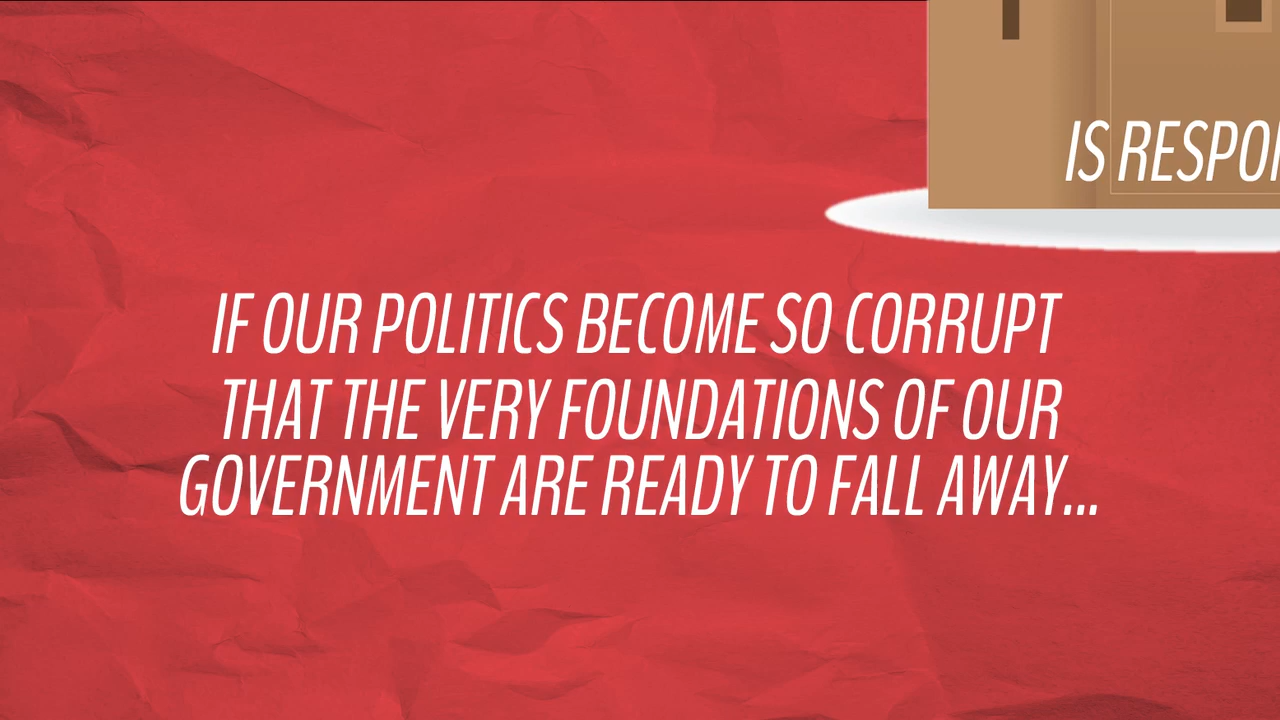 IS
IF OUR POLITICS BECOME SO CORRUPT
THAT THE VERY FOUNDATIONS OF OUR
GOVERNMENT ARE READY TO FALL AWAY...